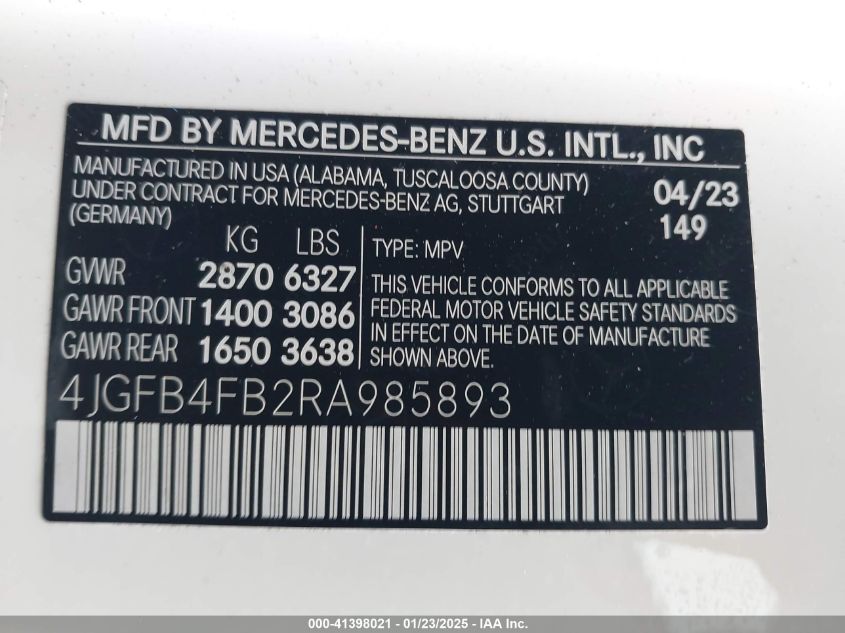 MFD BY MERCEDES-BENZ U.S. INTL., INC
MANUFACTURED IN USA (ALABAMA, TUSCALOOSA COUNTY)
UNDER CONTRACT FOR MERCEDES-BENZ AG, STUTTGART
(GERMANY)
04/23
149
KG LBS
GVWR 2870 6327
GAWR FRONT 1400 3086
GAWR REAR 1650 3638
TYPE: MPV
THIS VEHICLE CONFORMS TO ALL APPLICABLE
FEDERAL MOTOR VEHICLE SAFETY STANDARDS
IN EFFECT ON THE DATE OF MANUFACTURE
SHOWN ABOVE.
4JGFB4FB2RA985893
000-41398021 - 01/23/2025 - IAA Inc.